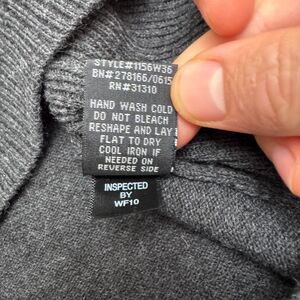 STYLE#1156W36
BN#278166/0615
RN#31310
HAND WASH COLD
DO NOT BLEACH
RESHAPE AND LAY
FLAT TO DRY
COOL IRON IF
NEEDED ON
REVERSE SIDE
INSPECTED
BY
WF10